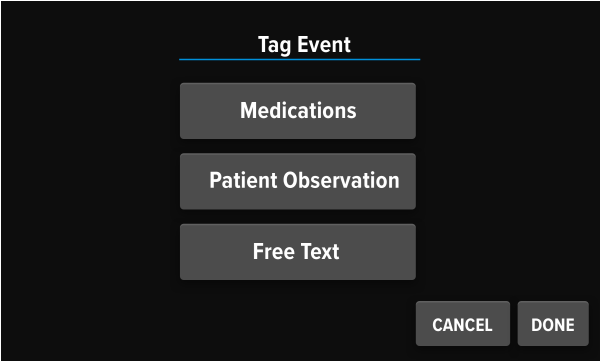 Tag Event
Medications
Patient Observation
Free Text
CANCEL DONE